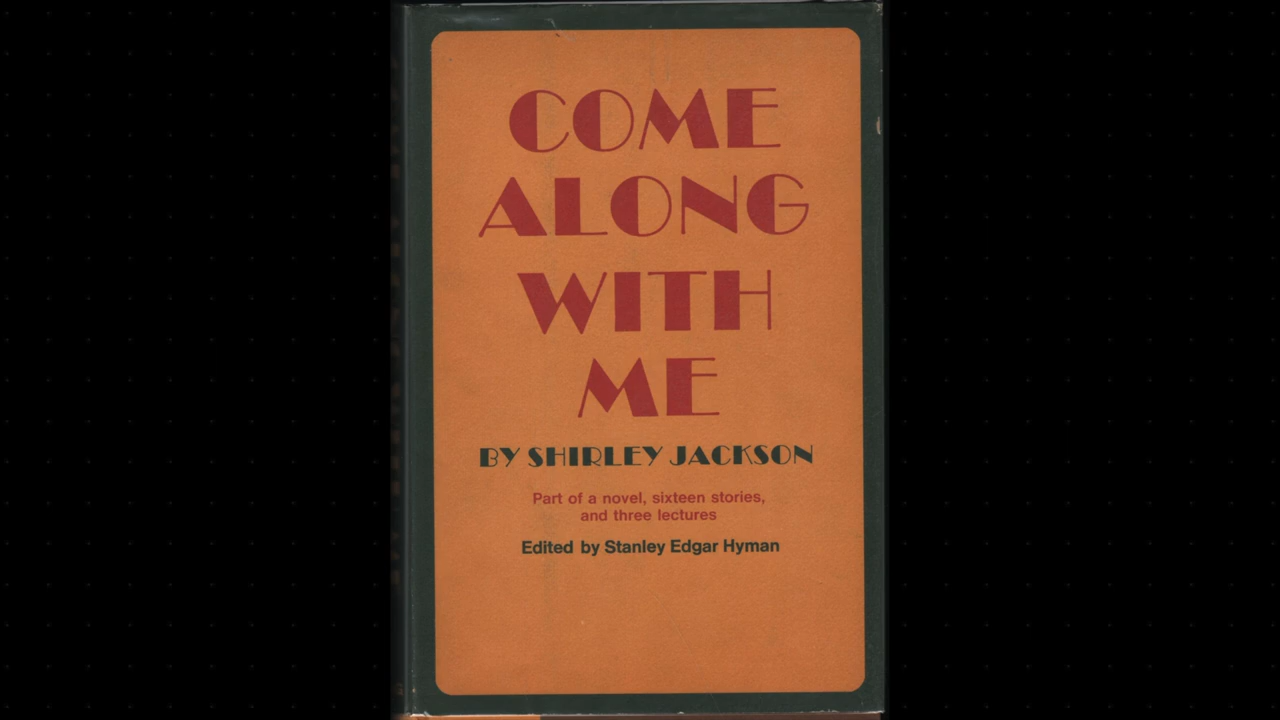 COME
ALONG
WITH
ME
BY SHIRLEY JACKSON
Part of a novel, sixteen stories,
and three lectures
Edited by Stanley Edgar Hyman